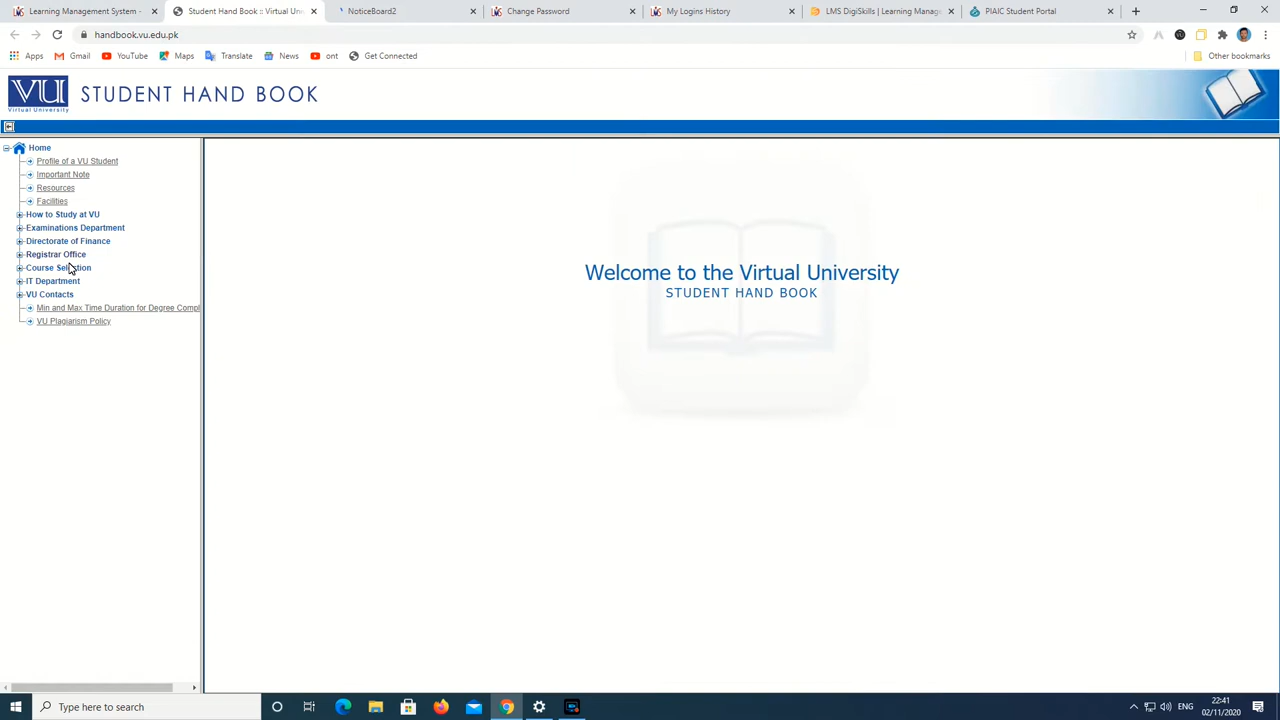 Learning Management System -
Student Hand Book :: Virtual Uni
NoticeBoard2
Change Password
My Logins History
LMS DigiSkills | Learning Manage
PIAIC Student Portal
handbook.vu.edu.pk
Apps
Gmail
YouTube
Maps
Translate
News
ont
Get Connected
Other bookmarks
VU
Virtual University
STUDENT HAND BOOK
Home
Profile of a VU Student
Important Note
Resources
Facilities
How to Study at VU
Examinations Department
Directorate of Finance
Registrar Office
Course Selection
IT Department
VU Contacts
Min and Max Time Duration for Degree Compl
VU Plagiarism Policy
Welcome to the Virtual University
STUDENT HAND BOOK
Type here to search
ENG
22:41
02/11/2020